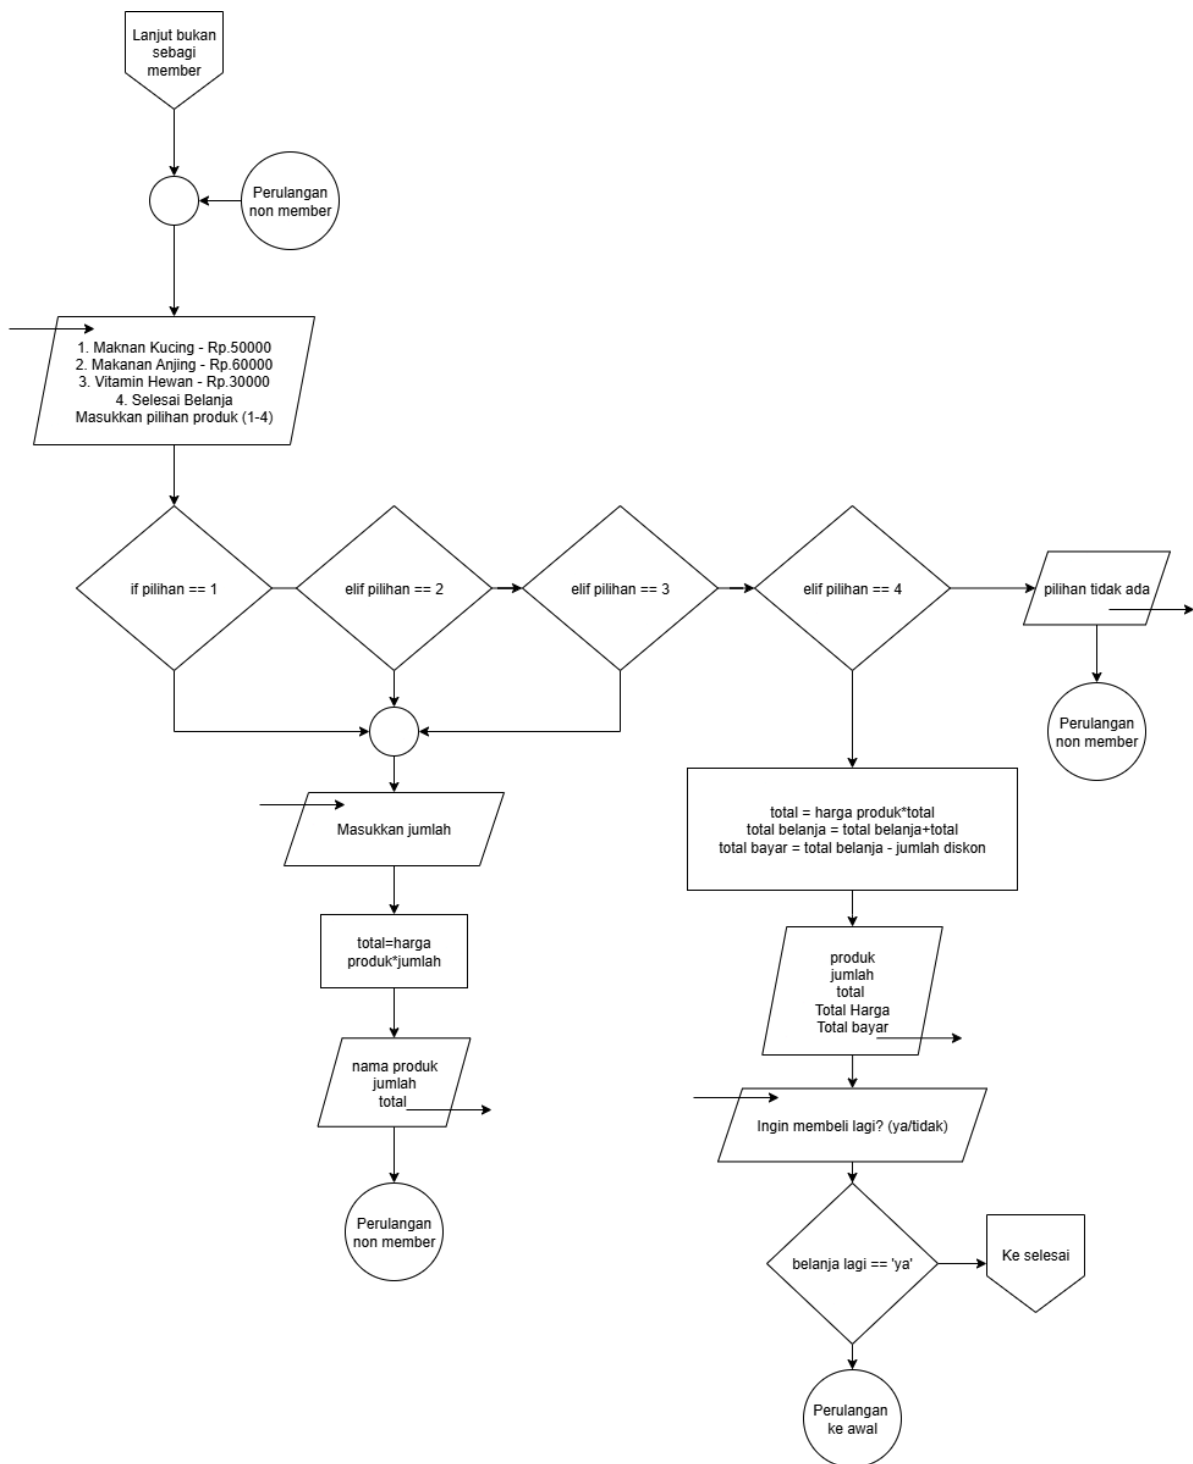 Lanjut bukan
sebagi
member
Perulangan
non member
1. Maknan Kucing - Rp.50000
2. Makanan Anjing - Rp.60000
3. Vitamin Hewan - Rp.30000
4. Selesai Belanja
Masukkan pilihan produk (1-4)
if pilihan == 1
elif pilihan == 2
elif pilihan == 3
elif pilihan == 4
pilihan tidak ada
Perulangan
non member
Masukkan jumlah
total=harga
produk*jumlah
nama produk
jumlah
total
Perulangan
non member
total = harga produk*total
total belanja = total belanja+total
total bayar = total belanja - jumlah diskon
produk
jumlah
total
Total Harga
Total bayar
Ingin membeli lagi? (ya/tidak)
belanja lagi == 'ya'
Ke selesai
Perulangan
ke awal